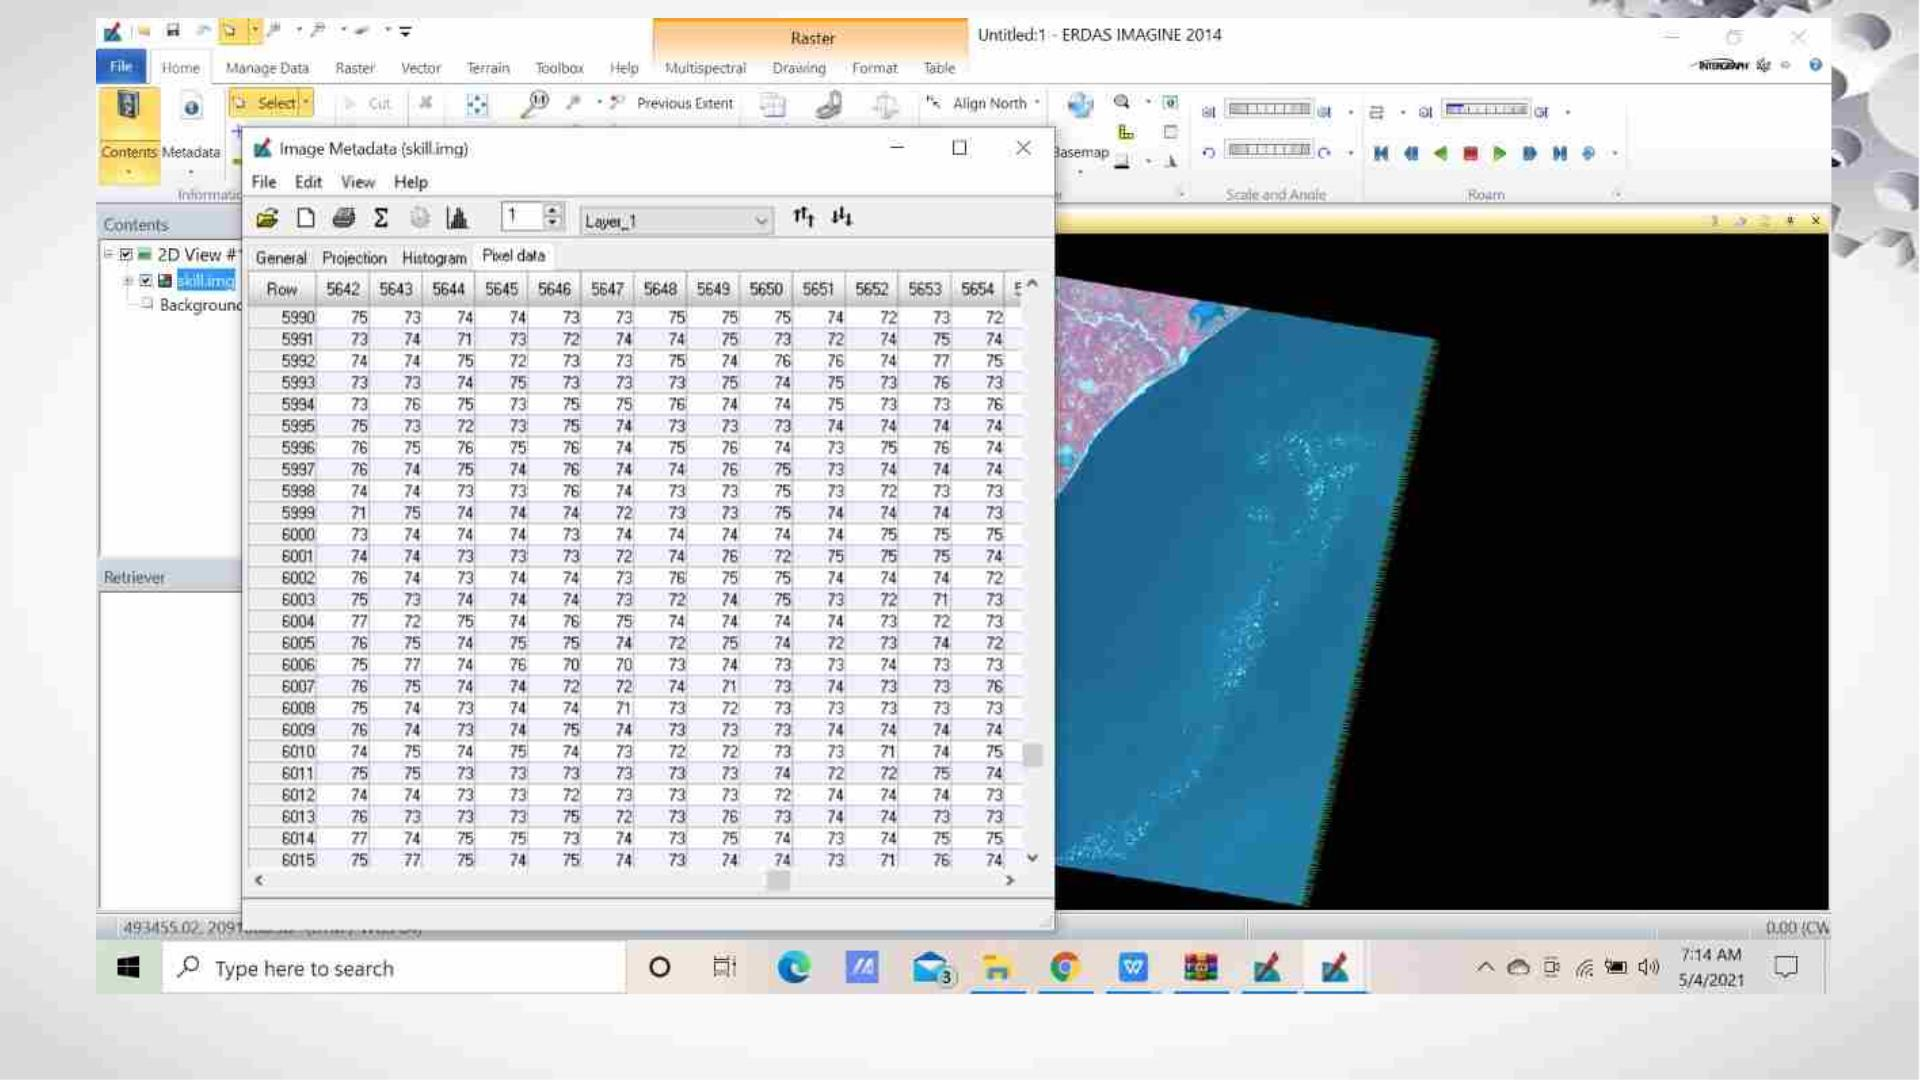 Raster
Untitled:1 - ERDAS IMAGINE 2014
File Home Manage Data Raster Vector Terrain Toolbox Help Multispectral Drawing Format Table
INTERGRAPH
Select Cut Previous Extent Align North
Contents Metadata Basemap
Scale and Angle Roam
Image Metadata (skill.img)
File Edit View Help
1 Layer_1
General Projection Histogram Pixel data
Contents
2D View #
skill.img
Background
Retriever
Row 5642 5643 5644 5645 5646 5647 5648 5649 5650 5651 5652 5653 5654
5990 75 73 74 74 73 73 75 75 75 74 72 73 72
5991 73 74 71 73 72 74 74 75 73 72 74 75 74
5992 74 74 75 72 73 73 75 74 76 76 74 77 75
5993 73 73 74 75 73 73 73 75 74 75 73 76 73
5994 73 76 75 73 75 75 76 74 74 75 73 73 76
5995 75 73 72 73 75 74 73 73 73 74 74 74 74
5996 76 75 76 75 76 74 75 76 74 73 75 76 74
5997 76 74 75 74 76 74 74 76 75 73 74 74 74
5998 74 74 73 73 76 74 73 73 75 73 72 73 73
5999 71 75 74 74 74 72 73 73 75 74 74 74 73
6000 73 74 74 74 73 74 74 74 74 74 75 75 75
6001 74 74 73 73 73 72 74 76 72 75 75 75 74
6002 76 74 73 74 74 73 76 75 75 74 74 74 72
6003 75 73 74 74 74 73 72 74 75 73 72 71 73
6004 77 72 75 74 76 75 74 74 74 74 73 72 73
6005 76 75 74 75 75 74 72 75 74 72 73 74 72
6006 75 77 74 76 70 70 73 74 73 73 74 73 73
6007 76 75 74 74 72 72 74 71 73 74 73 73 76
6008 75 74 73 74 74 71 73 72 73 73 73 73 73
6009 76 74 73 74 75 74 73 73 73 74 74 74 74
6010 74 75 74 75 74 73 72 72 73 73 71 74 75
6011 75 75 73 73 73 73 73 73 74 72 72 75 74
6012 74 74 73 73 72 73 73 73 72 74 74 74 73
6013 76 73 73 73 75 72 73 76 73 74 74 73 73
6014 77 74 75 75 73 74 73 75 74 73 74 75 75
6015 75 77 75 74 75 74 73 74 74 73 71 76 74
493455.02, 209
0.00 (CW
Type here to search
3
7:14 AM
5/4/2021